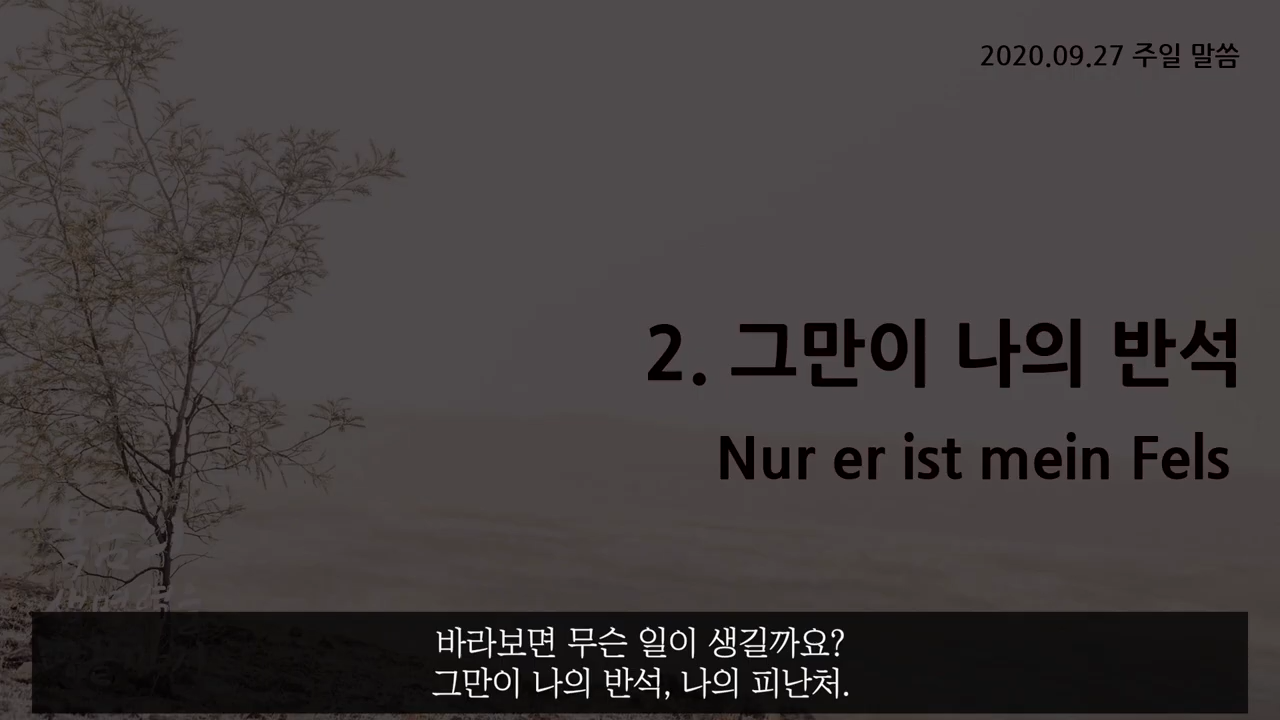 2020.09.27 주일 말씀
2. 그만이 나의 반석
Nur er ist mein Fels
바라보면 무슨 일이 생길까요?
그만이 나의 반석, 나의 피난처.